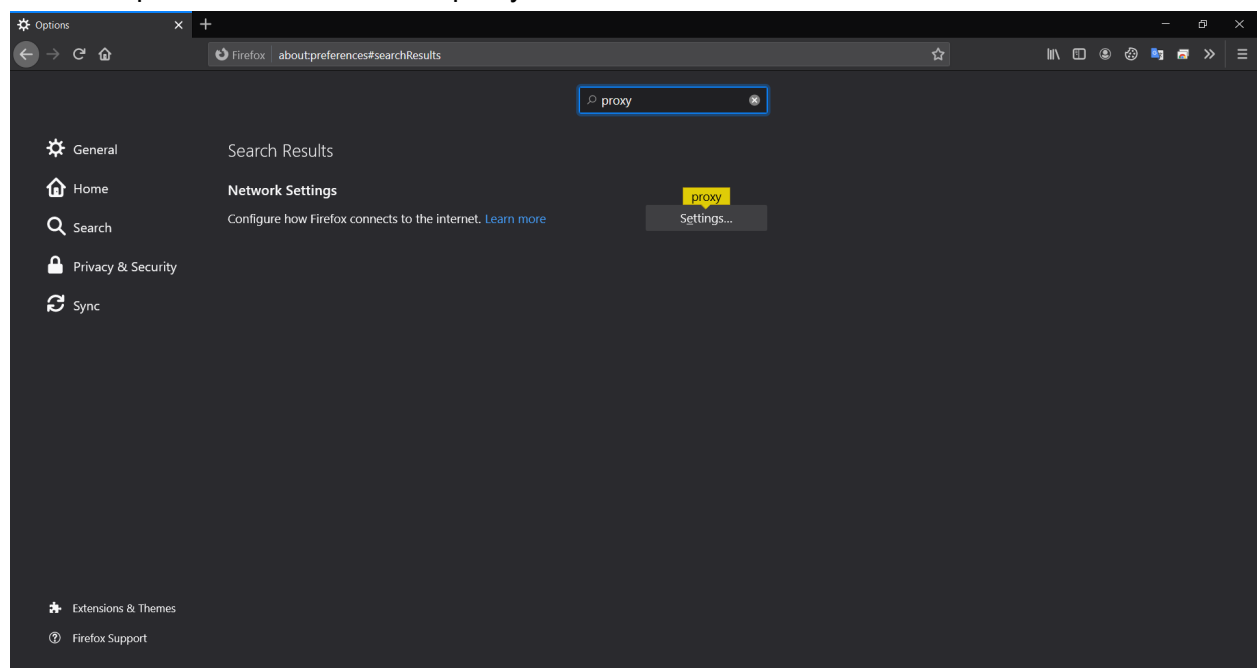 Options
Firefox
about:preferences#searchResults
proxy
General
Home
Search
Privacy & Security
Sync
Search Results
Network Settings
proxy
Configure how Firefox connects to the internet. Learn more
Settings...
Extensions & Themes
Firefox Support